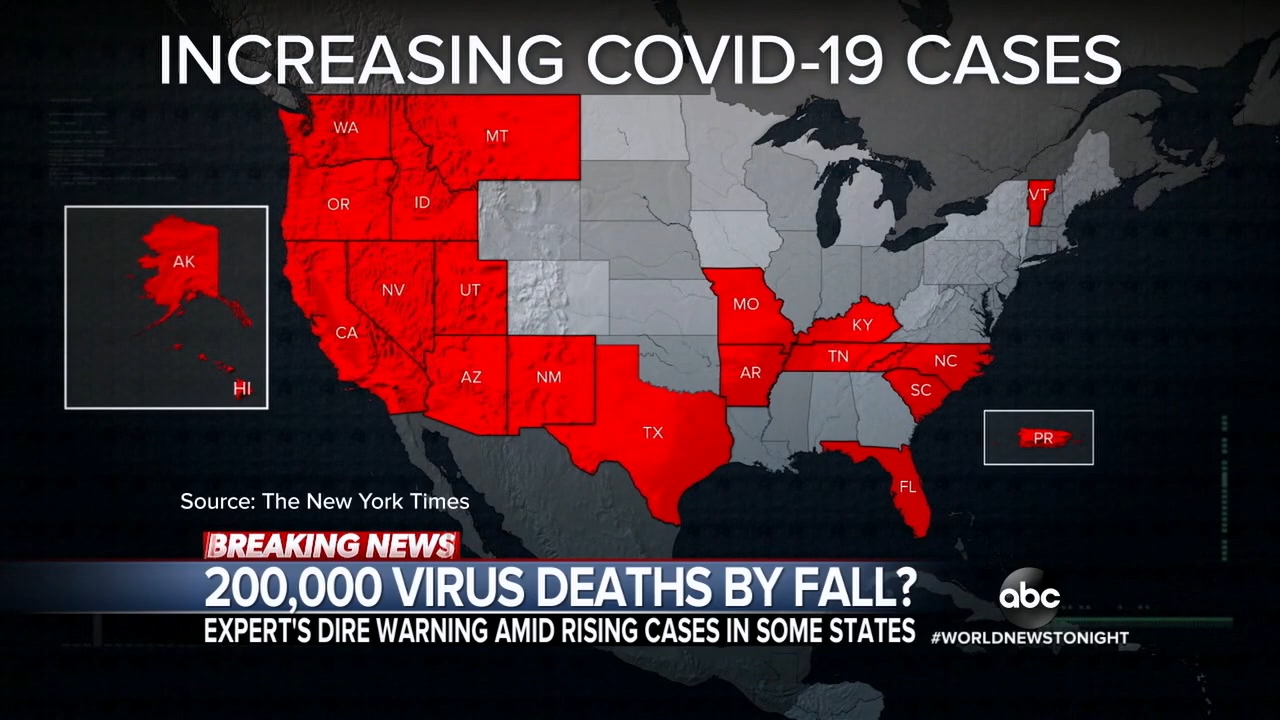 INCREASING COVID-19 CASES
WA
MT
OR
ID
VT
AK
NV
UT
MO
CA
KY
TN
NC
AZ
NM
AR
SC
HI
TX
PR
FL
Source: The New York Times
BREAKING NEWS
200,000 VIRUS DEATHS BY FALL?
abc
EXPERT'S DIRE WARNING AMID RISING CASES IN SOME STATES
#WORLDNEWSTONIGHT